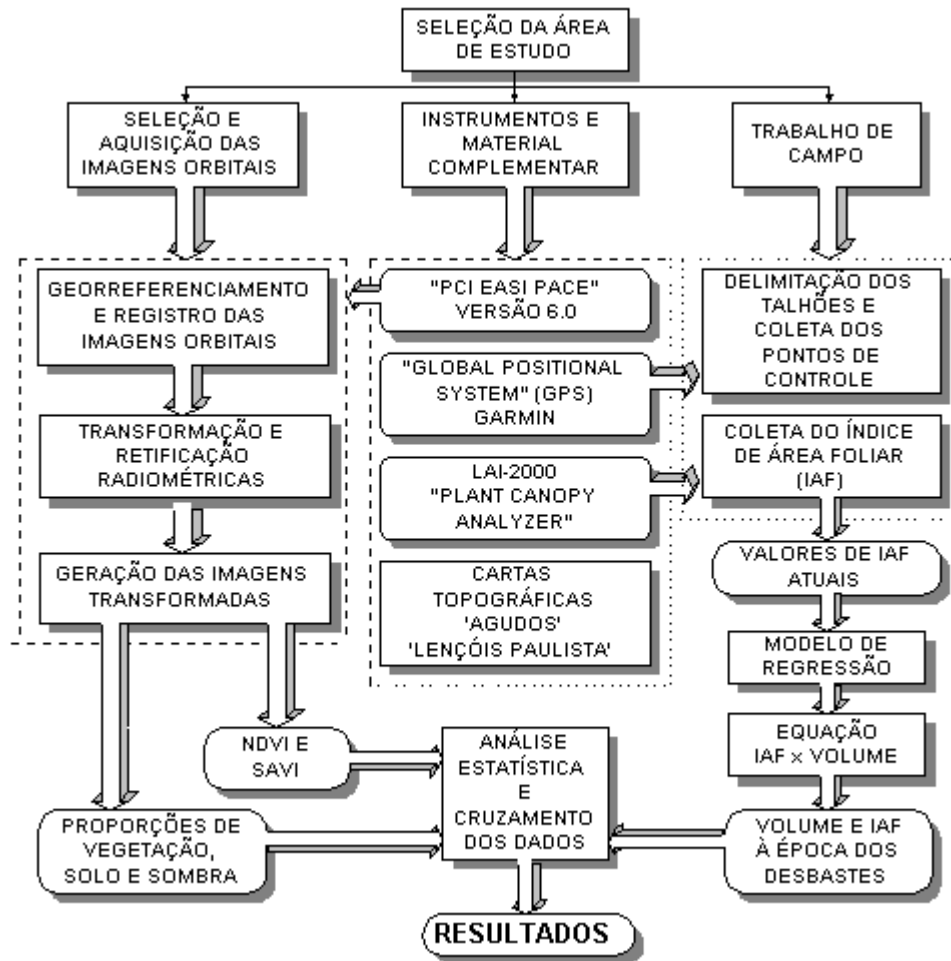 SELEÇÃO DA ÁREA
DE ESTUDO
SELEÇÃO E
AQUISIÇÃO DAS
IMAGENS ORBITAIS
INSTRUMENTOS E
MATERIAL
COMPLEMENTAR
TRABALHO DE
CAMPO
GEORREFERENCIAMENTO
E REGISTRO DAS
IMAGENS ORBITAIS
"PCI EASI PACE"
VERSÃO 6.0
DELIMITAÇÃO DOS
TALHÕES E
COLETA DOS
PONTOS DE
CONTROLE
"GLOBAL POSITIONAL
SYSTEM" (GPS)
GARMIN
TRANSFORMAÇÃO E
RETIFICAÇÃO
RADIOMÉTRICAS
LAI-2000
"PLANT CANOPY
ANALYZER"
COLETA DO ÍNDICE
DE ÁREA FOLIAR
(IAF)
GERAÇÃO DAS IMAGENS
TRANSFORMADAS
CARTAS
TOPOGRÁFICAS
'AGUDOS'
'LENÇÓIS PAULISTA'
VALORES DE IAF
ATUAIS
MODELO DE
REGRESSÃO
EQUAÇÃO
IAF x VOLUME
NDVI E
SAVI
ANÁLISE
ESTATÍSTICA
E
CRUZAMENTO
DOS DADOS
PROPORÇÕES DE
VEGETAÇÃO,
SOLO E SOMBRA
VOLUME E IAF
À ÉPOCA DOS
DESBASTES
RESULTADOS